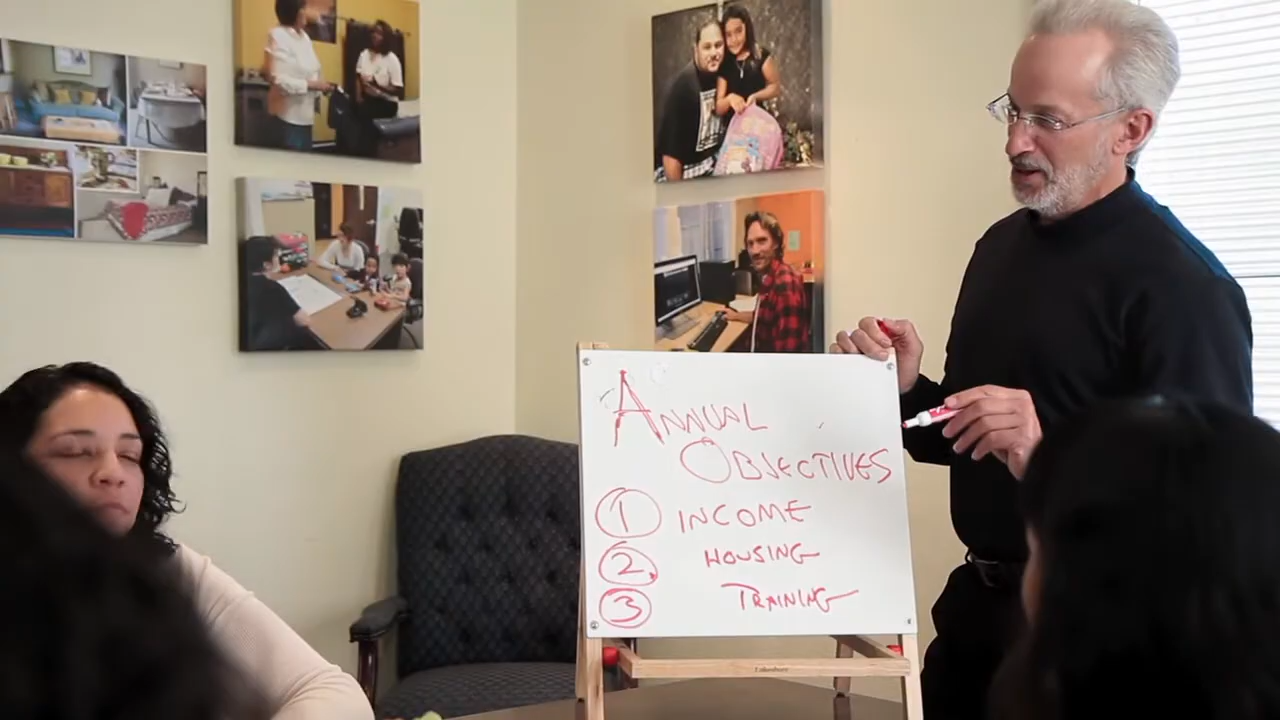 ANNUAL
OBJECTIVES
1 INCOME
2. HOUSING
3 TRAINING